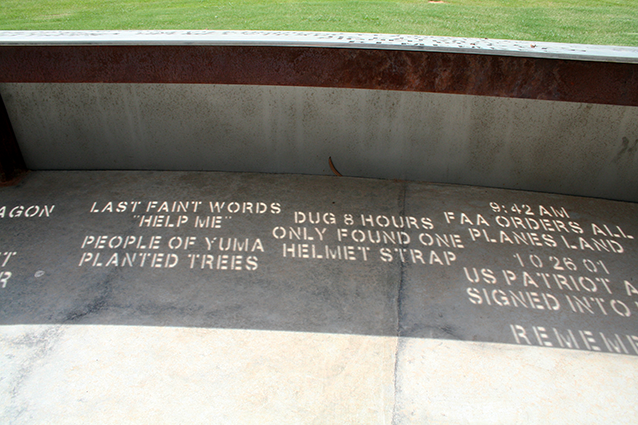 AGON
LAST FAINT WORDS
"HELP ME"
PEOPLE OF YUMA
PLANTED TREES
DUG 8 HOURS
ONLY FOUND ONE
HELMET STRAP
9:42 AM
FAA ORDERS ALL
PLANES LAND
10 26 01
US PATRIOT A
SIGNED INTO
REMEME